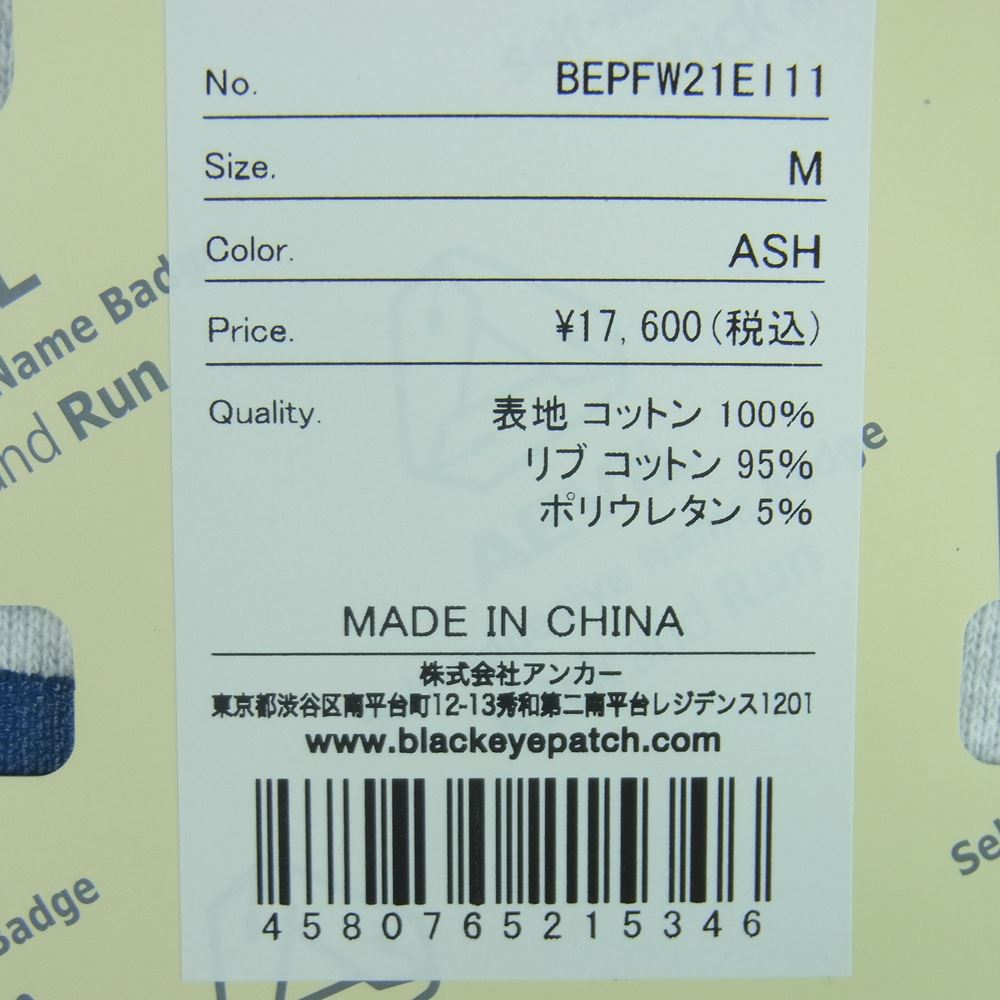 No. BEPFW21EI11
Size. M
Color. ASH
Price. ¥17,600(税込)
Quality. 表地 コットン 100%
リブ コットン 95%
ポリウレタン 5%
MADE IN CHINA
株式会社アンカー
東京都渋谷区南平台町12-13秀和第二南平台レジデンス1201
www.blackeyepatch.com
4580765215346
Name Badge
and Run
Badge